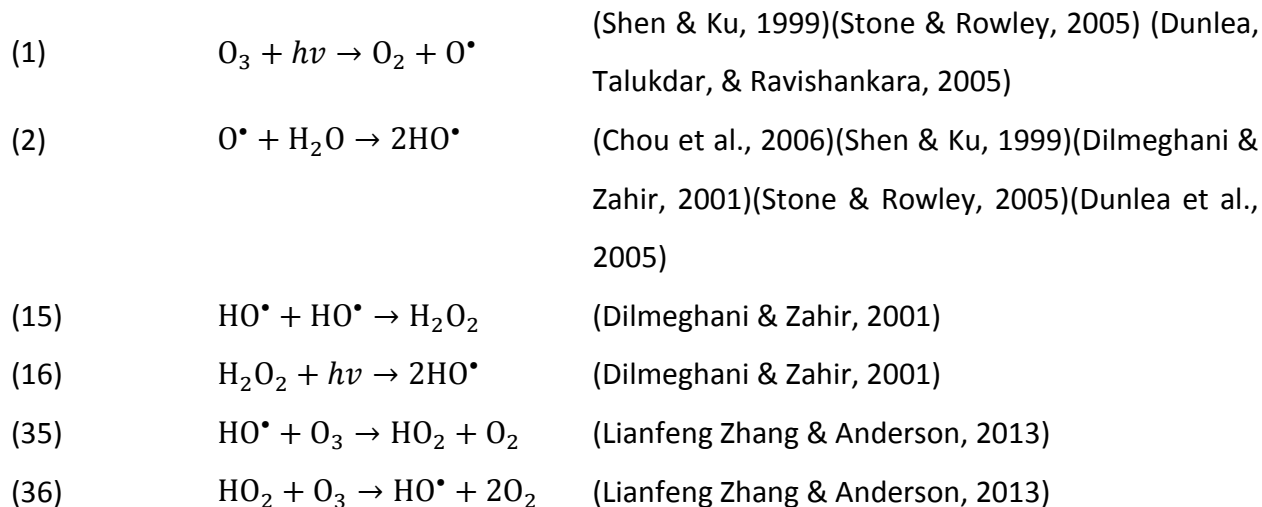 (Shen & Ku, 1999)(Stone & Rowley, 2005) (Dunlea,
(1) O₃ + hv → O₂ + O•
Talukdar, & Ravishankara, 2005)
(2) O• + H₂O → 2HO• (Chou et al., 2006)(Shen & Ku, 1999)(Dilmeghani &
Zahir, 2001)(Stone & Rowley, 2005)(Dunlea et al.,
2005)
(15) HO• + HO• → H₂O₂ (Dilmeghani & Zahir, 2001)
(16) H₂O₂ + hv → 2HO• (Dilmeghani & Zahir, 2001)
(35) HO• + O₃ → HO₂ + O₂ (Lianfeng Zhang & Anderson, 2013)
(36) HO₂ + O₃ → HO• + 2O₂ (Lianfeng Zhang & Anderson, 2013)